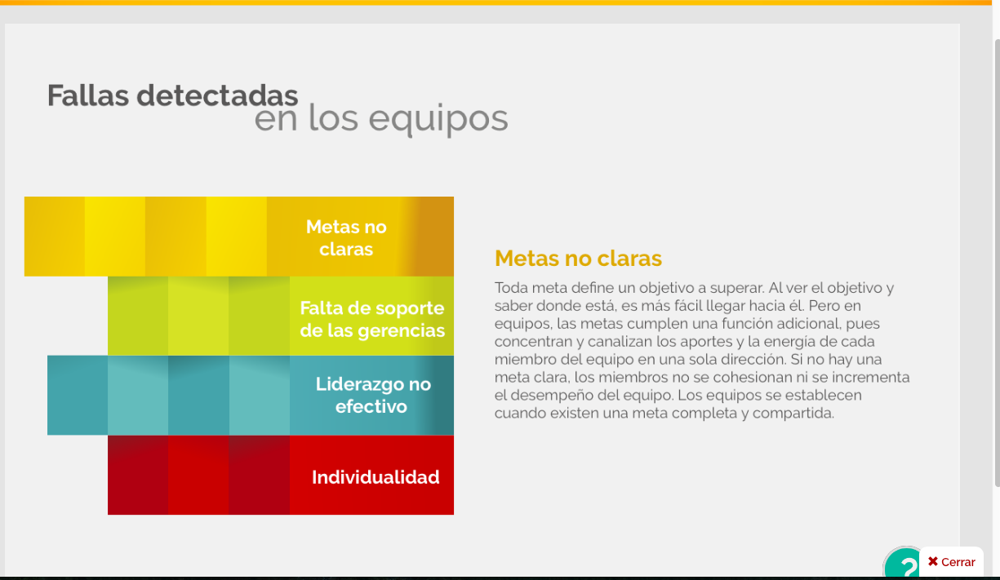 Fallas detectadas
en los equipos
Metas no
claras
Falta de soporte
de las gerencias
Liderazgo no
efectivo
Individualidad
Metas no claras
Toda meta define un objetivo a superar. Al ver el objetivo y
saber donde está, es más fácil llegar hacia él. Pero en
equipos, las metas cumplen una función adicional, pues
concentran y canalizan los aportes y la energía de cada
miembro del equipo en una sola dirección. Si no hay una
meta clara, los miembros no se cohesionan ni se incrementa
el desempeño del equipo. Los equipos se establecen
cuando existen una meta completa y compartida.
?
✖ Cerrar